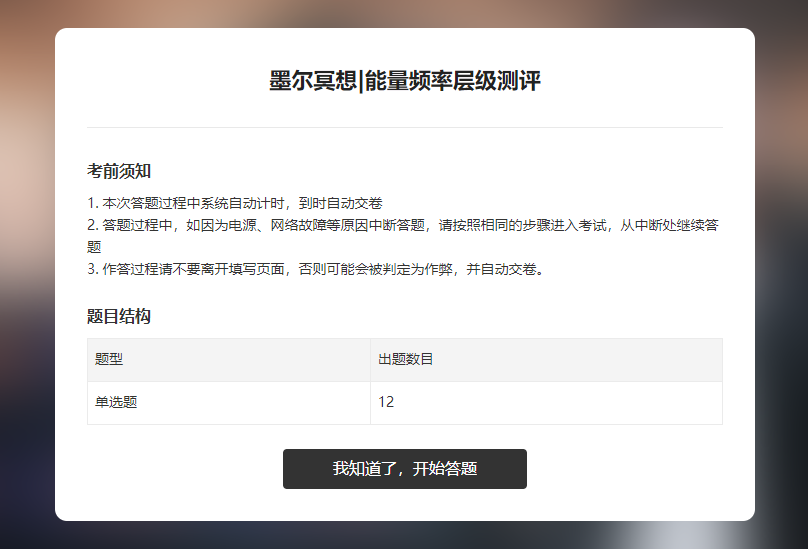 墨尔冥想|能量频率层级测评
考前须知
1. 本次答题过程中系统自动计时，到时自动交卷
2. 答题过程中，如因为电源、网络故障等原因中断答题，请按照相同的步骤进入考试，从中断处继续答
题
3. 作答过程请不要离开填写页面，否则可能会被判定为作弊，并自动交卷。
题目结构
题型 出题数目
单选题 12
我知道了，开始答题